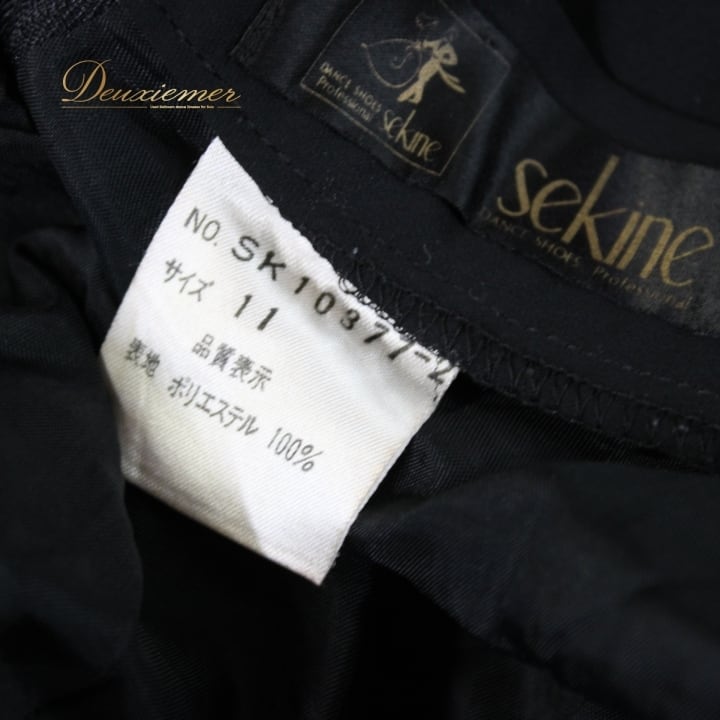 Deuxiemer
DANCE SHOES
Professional sekine
sekine
DANCE SHOES Professional
NO. SK10377-2
サイズ 11
品質表示
表地 ポリエステル 100%